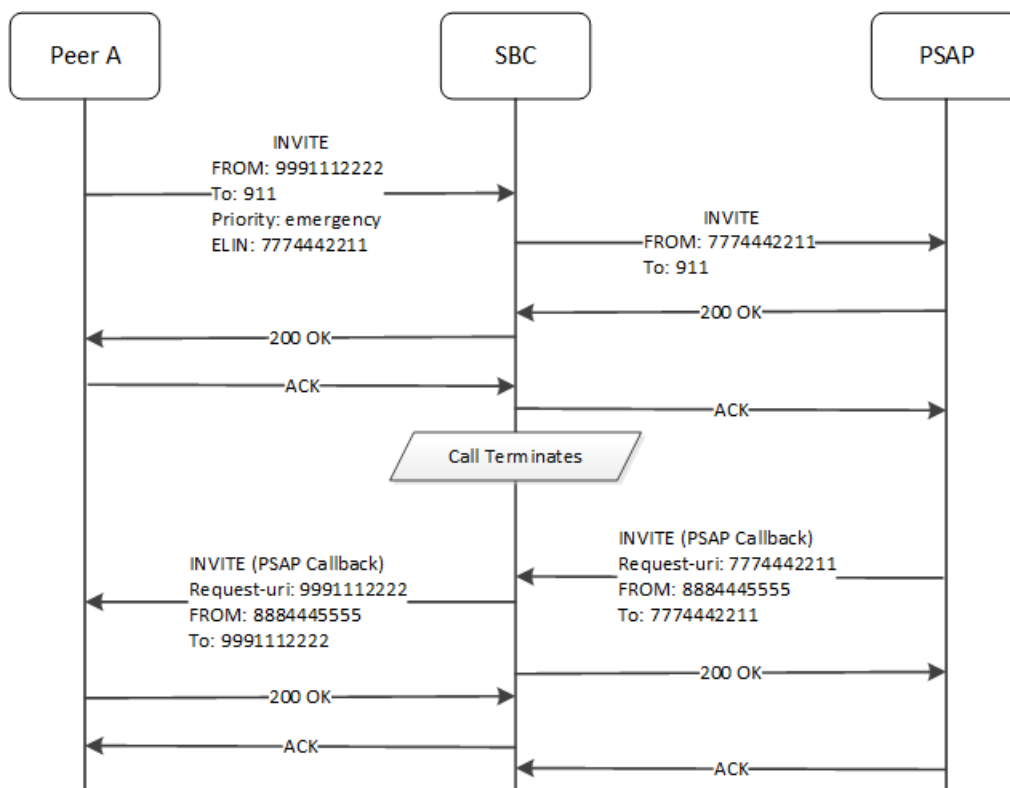 Peer A
SBC
PSAP
INVITE
FROM: 9991112222
To: 911
Priority: emergency
ELIN: 7774442211
INVITE
FROM: 7774442211
To: 911
200 OK
200 OK
ACK
ACK
Call Terminates
INVITE (PSAP Callback)
Request-uri: 7774442211
FROM: 8884445555
To: 7774442211
INVITE (PSAP Callback)
Request-uri: 9991112222
FROM: 8884445555
To: 9991112222
200 OK
200 OK
ACK
ACK